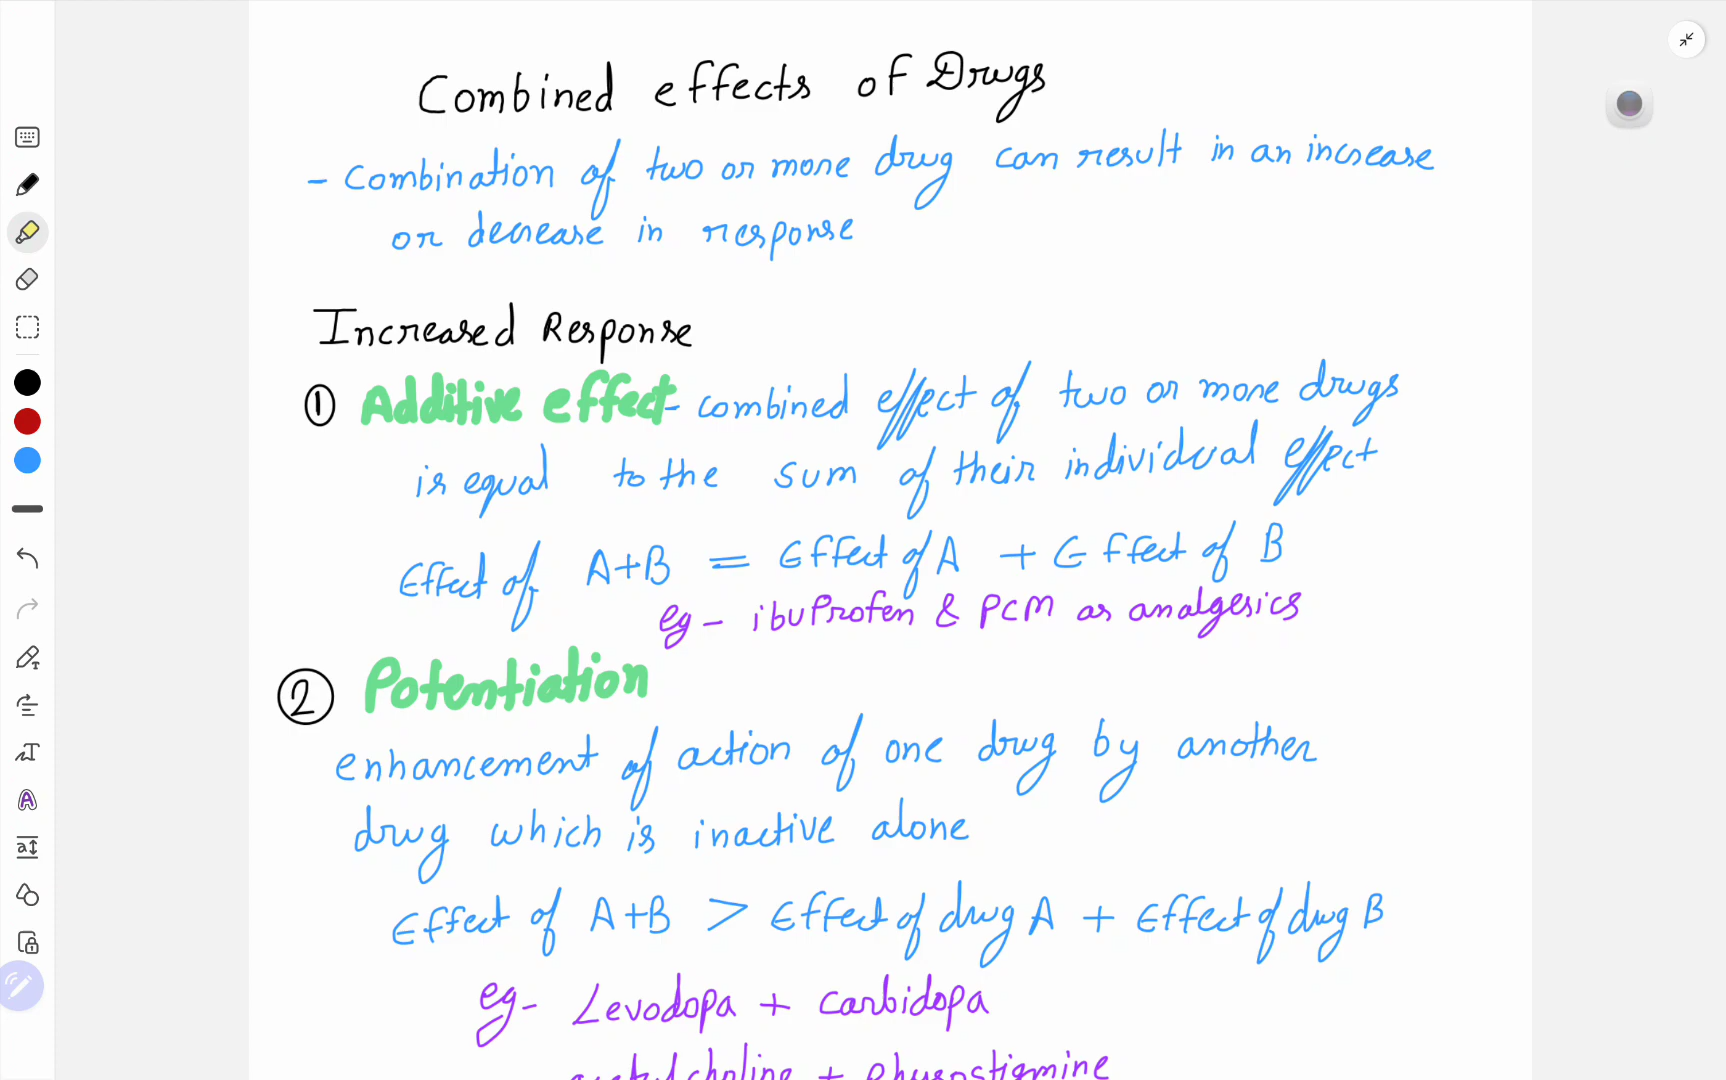 Combined effects of Drugs
- Combination of two or more drug can result in an increase
or decrease in response
Increased Response
① Additive effect - combined effect of two or more drugs
is equal to the sum of their individual effect
Effect of A+B = Effect of A + Effect of B
eg - ibuprofen & PCM as analgesics
② Potentiation
enhancement of action of one drug by another
drug which is inactive alone
Effect of A+B > Effect of drug A + Effect of drug B
eg- Levodopa + Carbidopa
acetylcholine + physostigmine